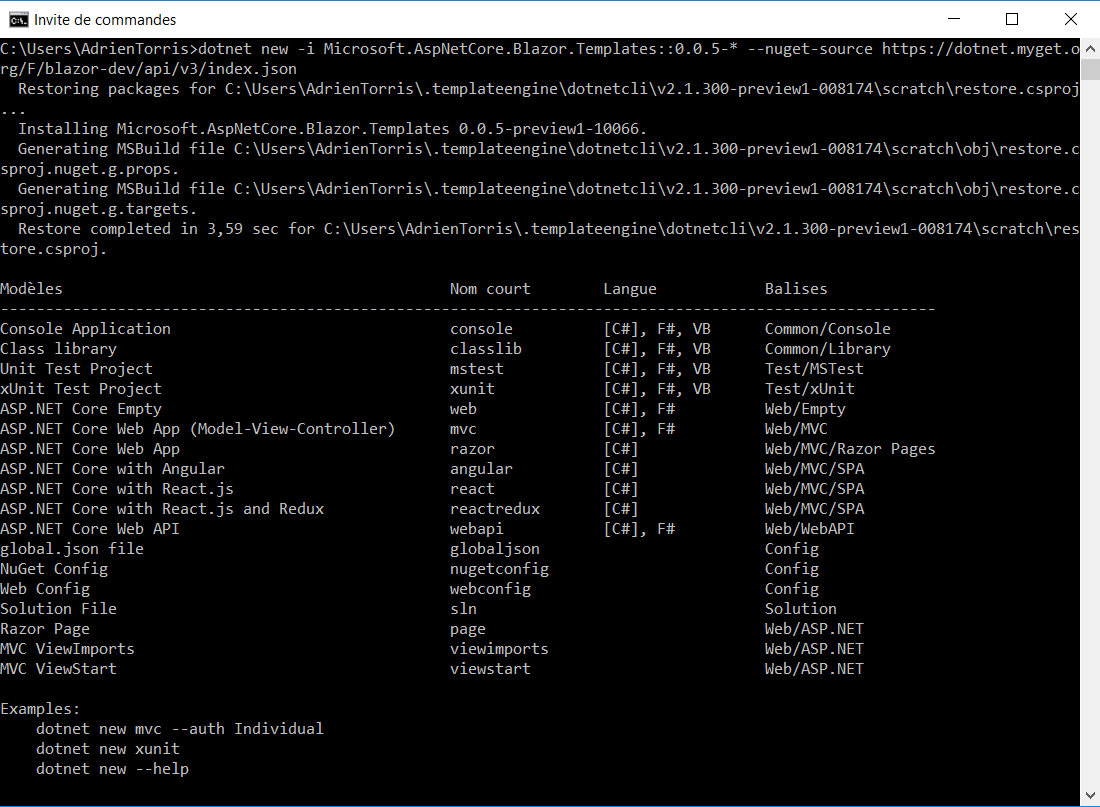 Invite de commandes
C:\Users\AdrienTorris>dotnet new -i Microsoft.AspNetCore.Blazor.Templates::0.0.5-* --nuget-source https://dotnet.myget.o
rg/F/blazor-dev/api/v3/index.json
  Restoring packages for C:\Users\AdrienTorris\.templateengine\dotnetcli\v2.1.300-preview1-008174\scratch\restore.csproj
...
  Installing Microsoft.AspNetCore.Blazor.Templates 0.0.5-preview1-10066.
  Generating MSBuild file C:\Users\AdrienTorris\.templateengine\dotnetcli\v2.1.300-preview1-008174\scratch\obj\restore.c
sproj.nuget.g.props.
  Generating MSBuild file C:\Users\AdrienTorris\.templateengine\dotnetcli\v2.1.300-preview1-008174\scratch\obj\restore.c
sproj.nuget.g.targets.
  Restore completed in 3,59 sec for C:\Users\AdrienTorris\.templateengine\dotnetcli\v2.1.300-preview1-008174\scratch\res
tore.csproj.
Modèles                                           Nom court        Langue            Balises
--------------------------------------------------------------------------------------------------------
Console Application                               console          [C#], F#, VB      Common/Console
Class library                                     classlib         [C#], F#, VB      Common/Library
Unit Test Project                                 mstest           [C#], F#, VB      Test/MSTest
xUnit Test Project                                xunit            [C#], F#, VB      Test/xUnit
ASP.NET Core Empty                                web              [C#], F#          Web/Empty
ASP.NET Core Web App (Model-View-Controller)      mvc              [C#], F#          Web/MVC
ASP.NET Core Web App                              razor            [C#]              Web/MVC/Razor Pages
ASP.NET Core with Angular                         angular          [C#]              Web/MVC/SPA
ASP.NET Core with React.js                        react            [C#]              Web/MVC/SPA
ASP.NET Core with React.js and Redux              reactredux       [C#]              Web/MVC/SPA
ASP.NET Core Web API                              webapi           [C#], F#          Web/WebAPI
global.json file                                  globaljson                         Config
NuGet Config                                      nugetconfig                        Config
Web Config                                        webconfig                          Config
Solution File                                     sln                                Solution
Razor Page                                        page                               Web/ASP.NET
MVC ViewImports                                   viewimports                        Web/ASP.NET
MVC ViewStart                                     viewstart                          Web/ASP.NET
Examples:
    dotnet new mvc --auth Individual
    dotnet new xunit
    dotnet new --help